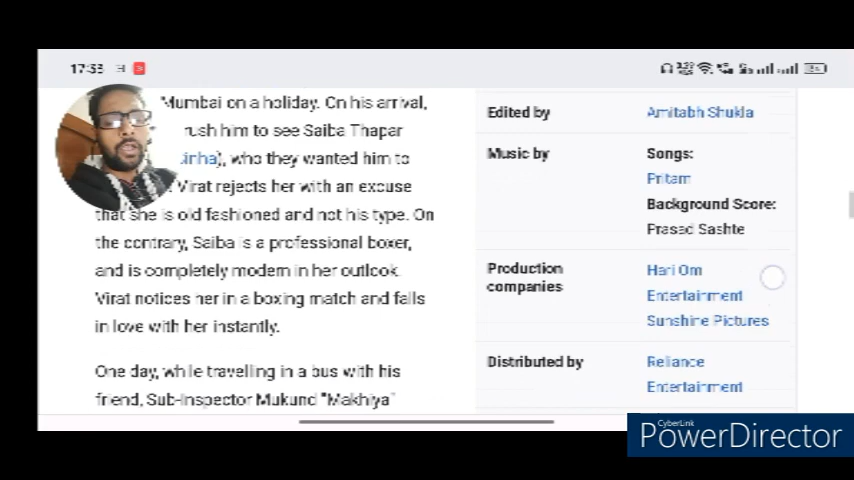 17:33
Mumbai on a holiday. On his arrival,
rush him to see Saiba Thapar
inha), who they wanted him to
Virat rejects her with an excuse
that she is old fashioned and not his type. On
the contrary, Saiba is a professional boxer,
and is completely modern in her outlook.
Virat notices her in a boxing match and falls
in love with her instantly.
One day, while travelling in a bus with his
friend, Sub-Inspector Mukund "Makhiya"
Edited by
Amitabh Shukla
Music by
Songs:
Pritam
Background Score:
Prasad Sashte
Production
companies
Hari Om
Entertainment
Sunshine Pictures
Distributed by
Reliance
Entertainment
CyberLink
PowerDirector